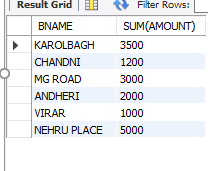 Result Grid Filter Rows:
BNAME SUM(AMOUNT)
KAROLBAGH 3500
CHANDNI 1200
MG ROAD 3000
ANDHERI 2000
VIRAR 1000
NEHRU PLACE 5000